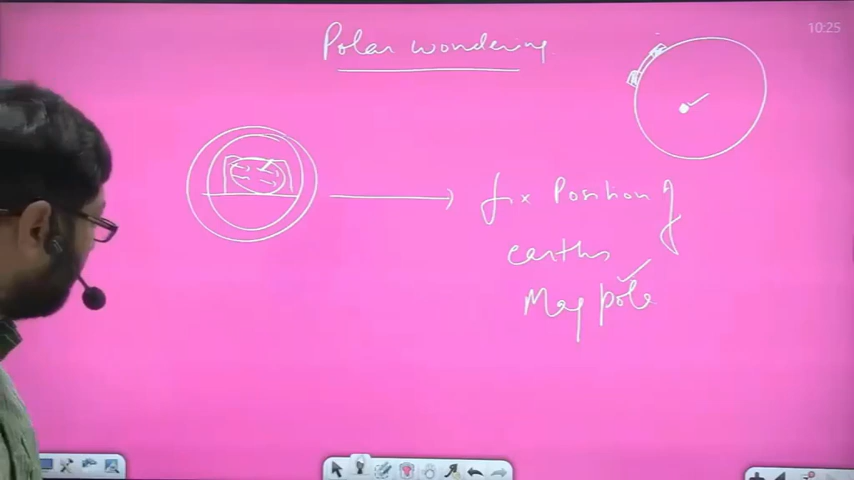 Polar wondering
10:25
fix Position of
earths
Mag pole